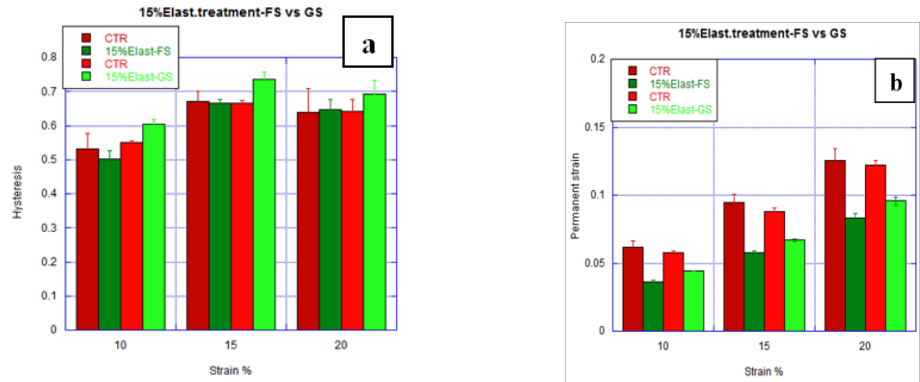 15%Elast.treatment-FS vs GS
a
CTR
15%Elast-FS
CTR
15%Elast-GS
0.8
0.7
0.6
0.5
0.4
0.3
0.2
0.1
0
Hysteresis
10 15 20
Strain %
15%Elast.treatment-FS vs GS
b
CTR
15%Elast-FS
CTR
15%Elast-GS
0.2
0.15
0.1
0.05
0
Permanent strain
10 15 20
Strain %